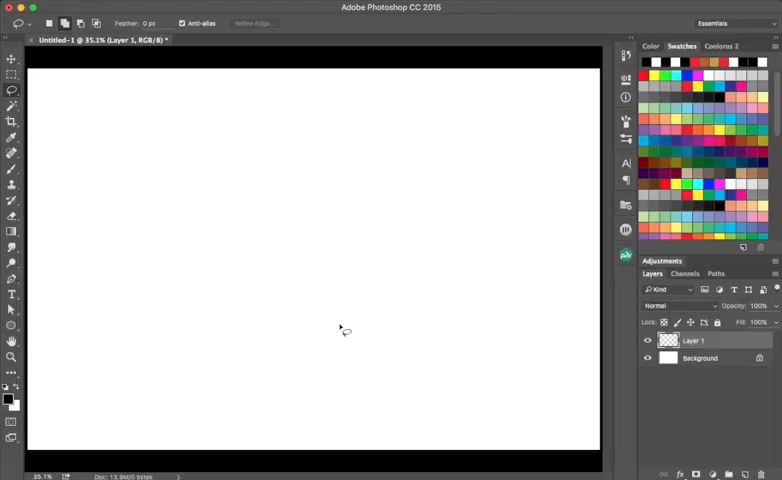 Adobe Photoshop CC 2015
Feather: 0 px
Anti-alias
Refine Edge...
Essentials
Untitled-1 @ 35.1% (Layer 1, RGB/8) *
Color
Swatches
Coolorus 2
Adjustments
Layers
Channels
Paths
Kind
Normal
Opacity: 100%
Lock:
Fill: 100%
Layer 1
Background
35.1%
Doc: 13.9M/0 bytes